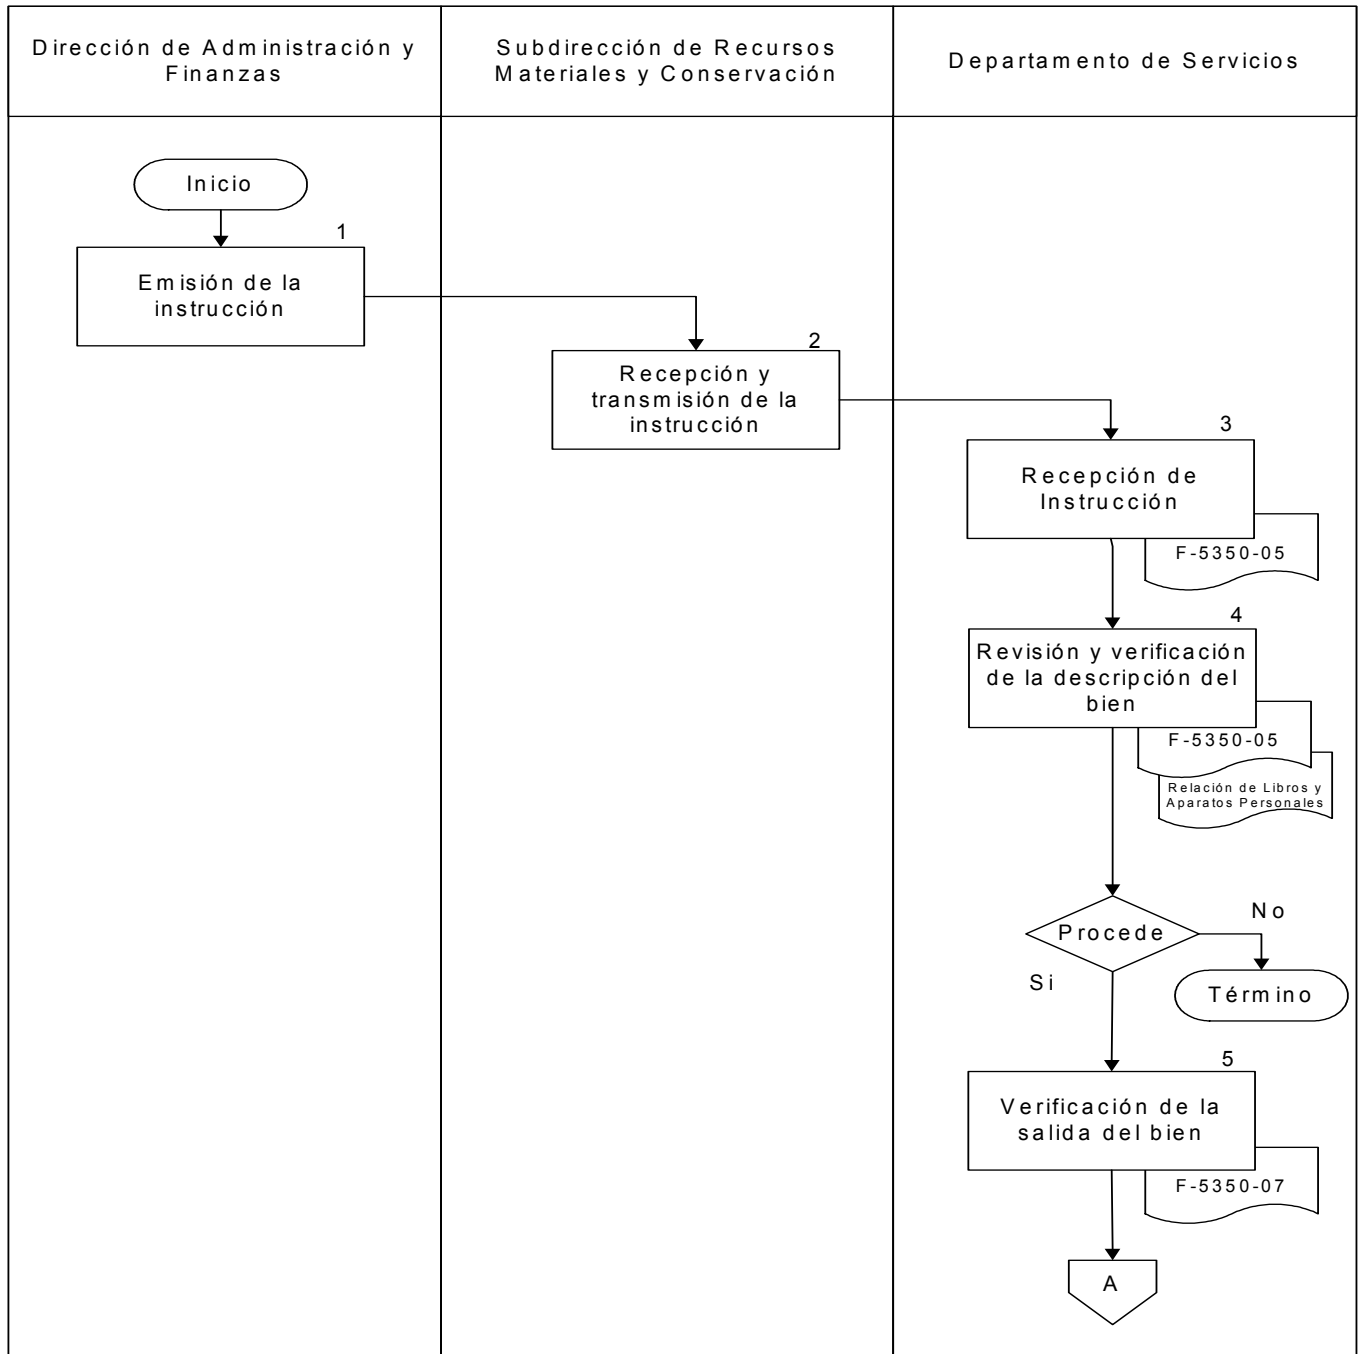 Dirección de Administración y
Finanzas
Subdirección de Recursos
Materiales y Conservación
Departamento de Servicios
Inicio
1
Emisión de la
instrucción
2
Recepción y
transmisión de la
instrucción
3
Recepción de
Instrucción
F-5350-05
4
Revisión y verificación
de la descripción del
bien
F-5350-05
Relación de Libros y
Aparatos Personales
Procede
No
Si
Término
5
Verificación de la
salida del bien
F-5350-07
A